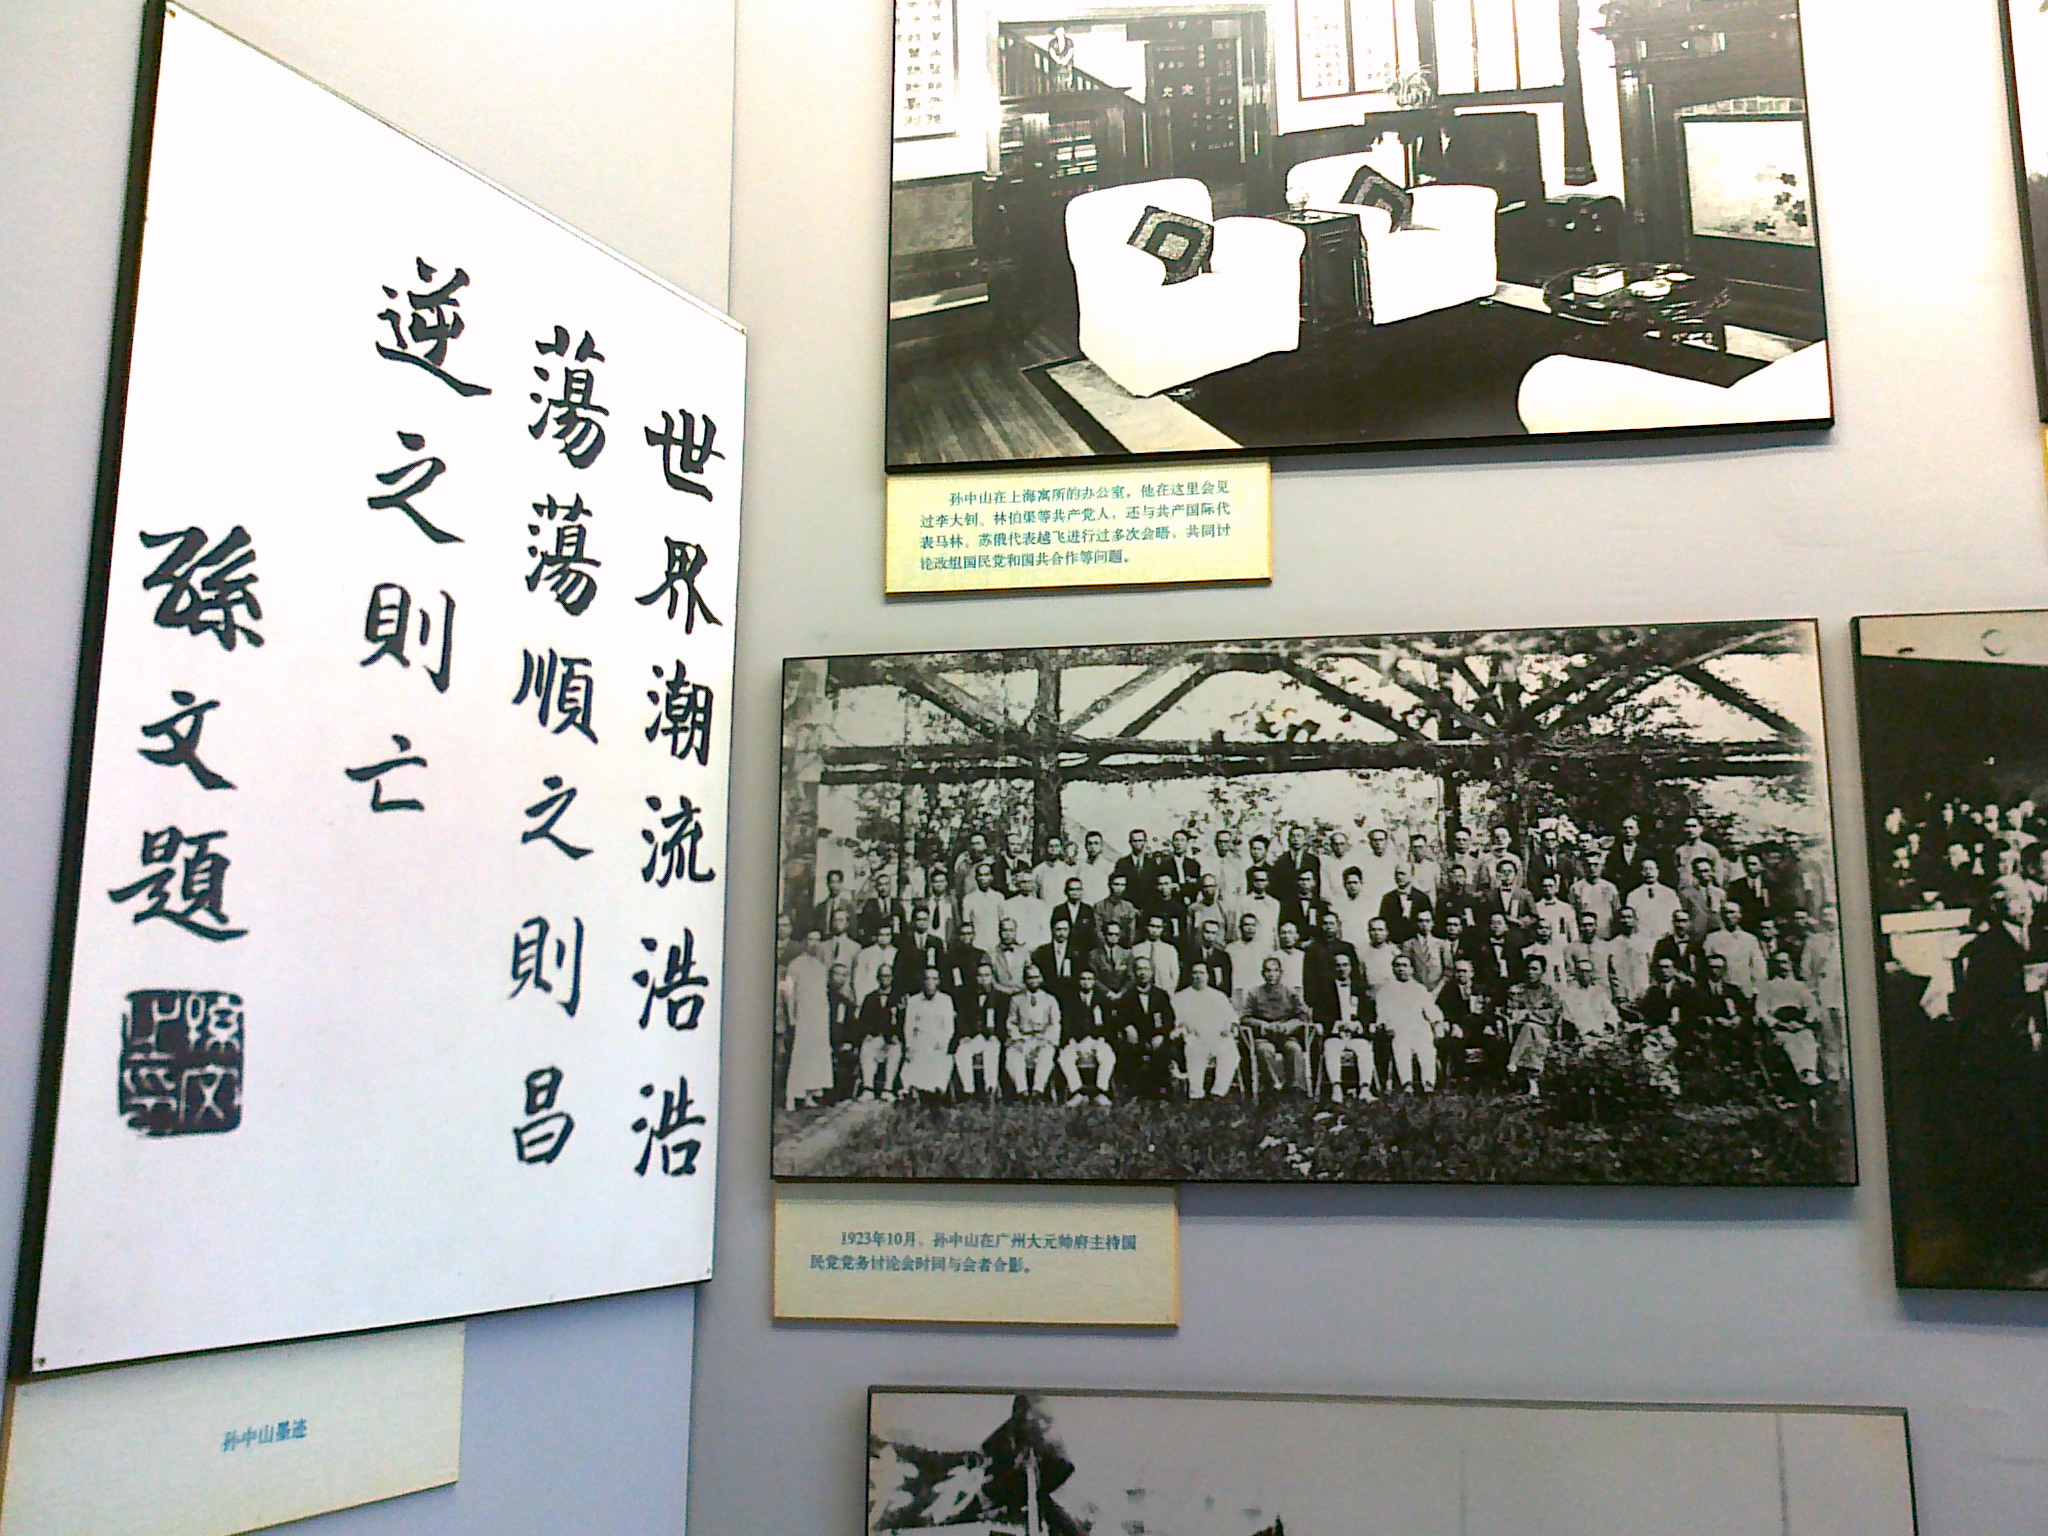 世界潮流浩浩
蕩蕩順之則昌
逆之則亡
孫文題
孫文之印
孙中山墨迹
孙中山在上海寓所的办公室。他在这里会见
过李大钊、林伯渠等共产党人，还与共产国际代
表马林、苏俄代表越飞进行过多次会晤，共同讨
论改组国民党和国共合作等问题。
1923年10月，孙中山在广州大元帅府主持国
民党党务讨论会时同与会者合影。